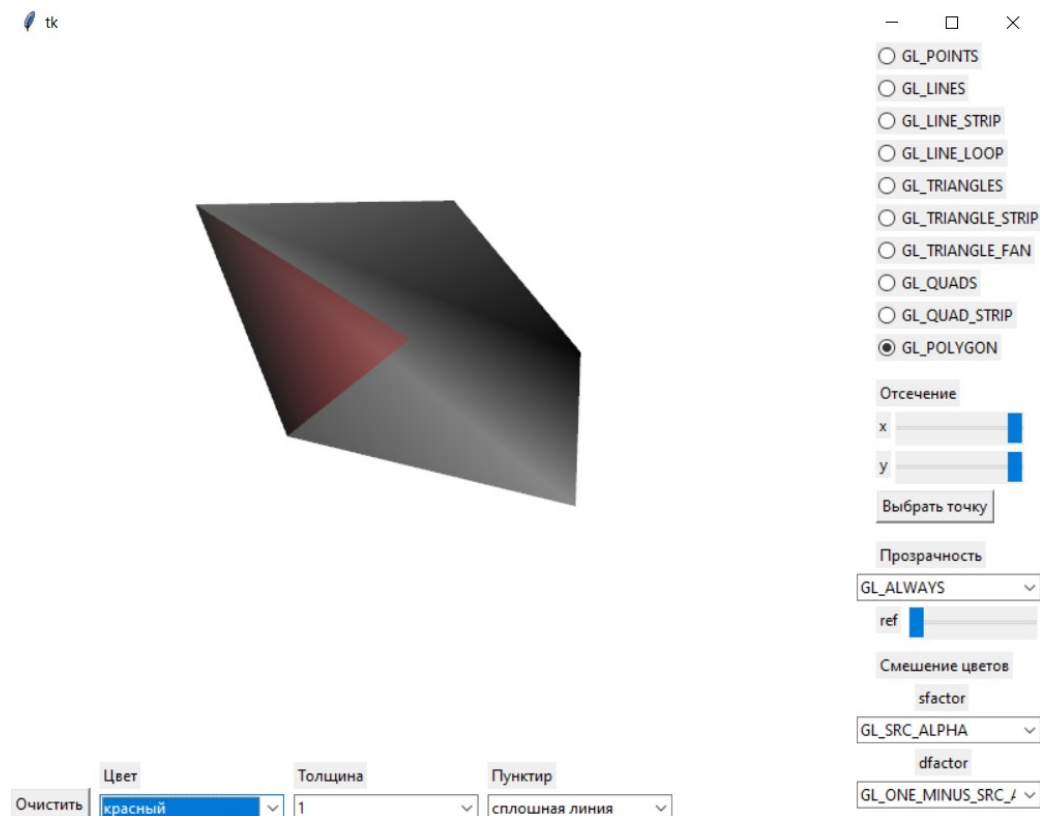 tk
GL_POINTS
GL_LINES
GL_LINE_STRIP
GL_LINE_LOOP
GL_TRIANGLES
GL_TRIANGLE_STRIP
GL_TRIANGLE_FAN
GL_QUADS
GL_QUAD_STRIP
GL_POLYGON
Отсечение
x
y
Выбрать точку
Прозрачность
GL_ALWAYS
ref
Смешение цветов
sfactor
GL_SRC_ALPHA
dfactor
GL_ONE_MINUS_SRC_A
Цвет Толщина Пунктир
Очистить красный 1 сплошная линия